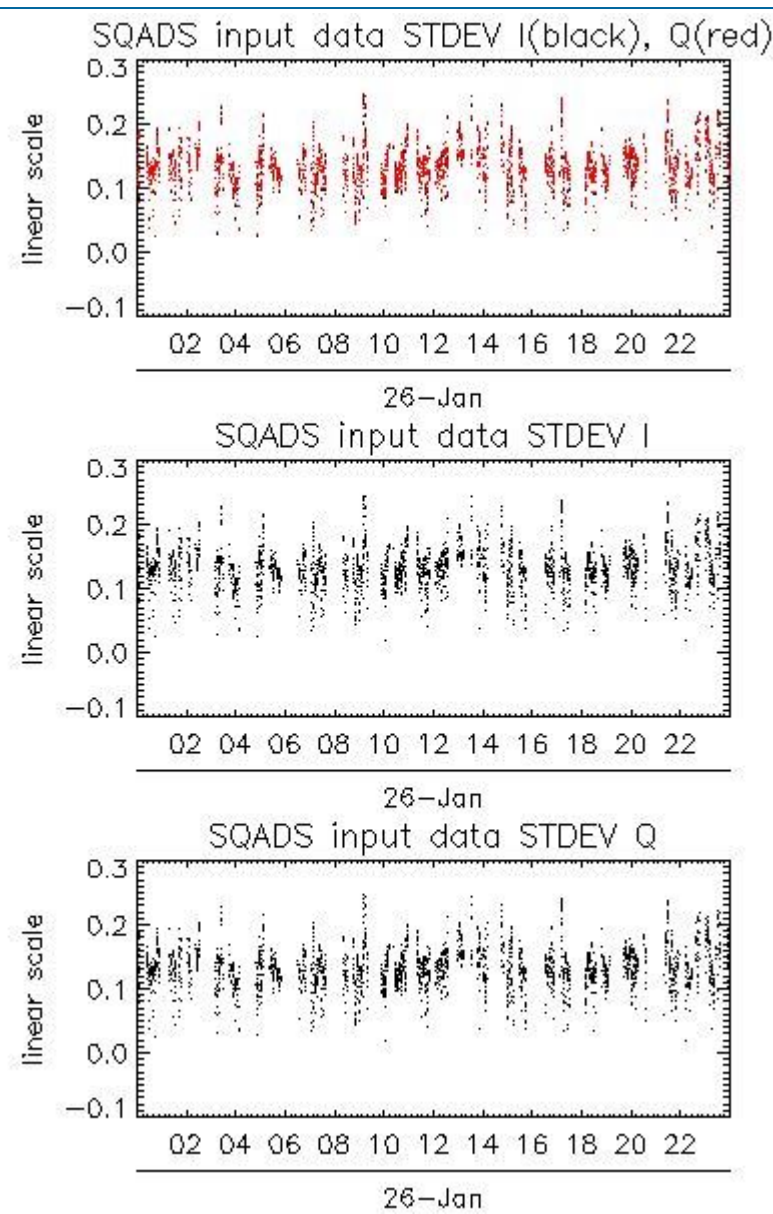 SQADS input data STDEV I(black), Q(red)
0.3
0.2
0.1
0.0
-0.1
linear scale
02 04 06 08 10 12 14 16 18 20 22
26-Jan
SQADS input data STDEV I
0.3
0.2
0.1
0.0
-0.1
linear scale
02 04 06 08 10 12 14 16 18 20 22
26-Jan
SQADS input data STDEV Q
0.3
0.2
0.1
0.0
-0.1
linear scale
02 04 06 08 10 12 14 16 18 20 22
26-Jan